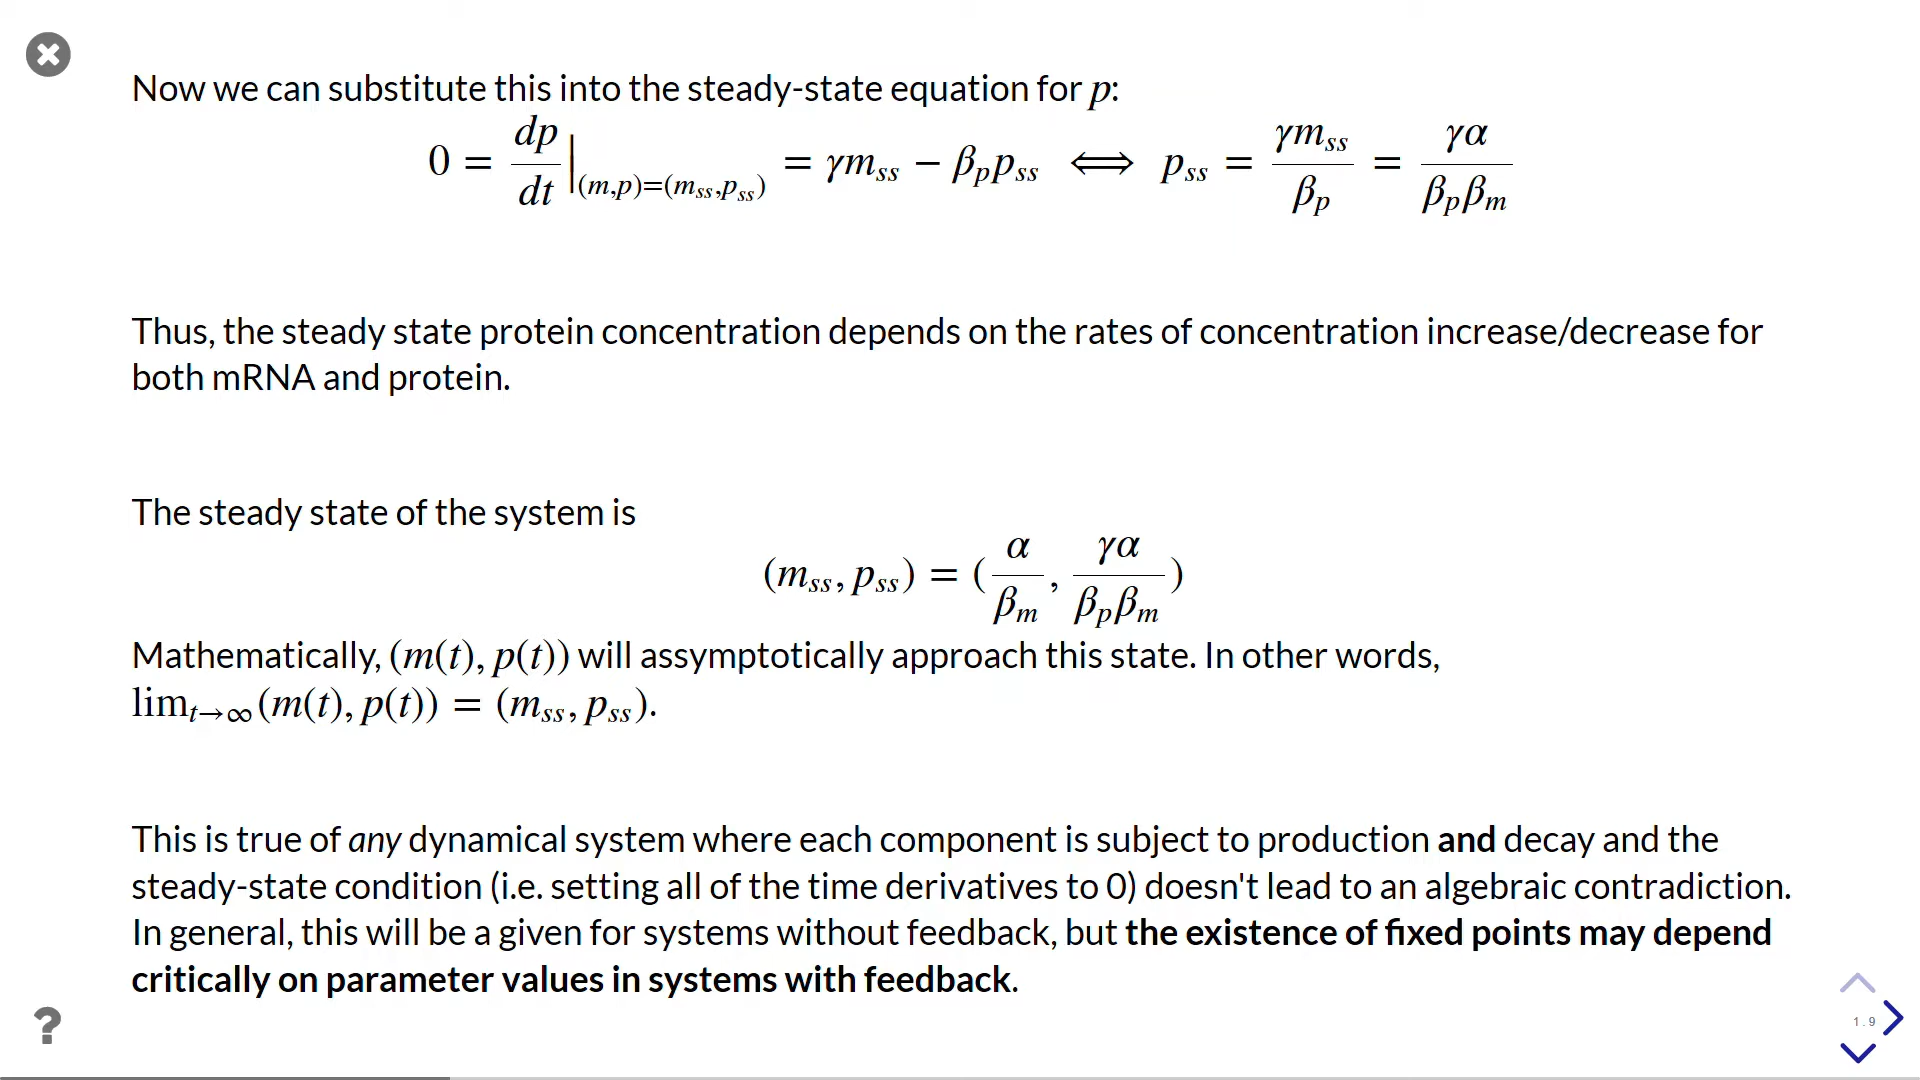 Now we can substitute this into the steady-state equation for p:
0 = dp/dt |(m,p)=(mss,pss) = γmss − βppss ⟺ pss = γmss/βp = γα/βpβm
Thus, the steady state protein concentration depends on the rates of concentration increase/decrease for
both mRNA and protein.
The steady state of the system is
(mss, pss) = (α/βm, γα/βpβm)
Mathematically, (m(t), p(t)) will assymptotically approach this state. In other words,
limt→∞(m(t), p(t)) = (mss, pss).
This is true of any dynamical system where each component is subject to production and decay and the
steady-state condition (i.e. setting all of the time derivatives to 0) doesn't lead to an algebraic contradiction.
In general, this will be a given for systems without feedback, but the existence of fixed points may depend
critically on parameter values in systems with feedback.
?
1.9